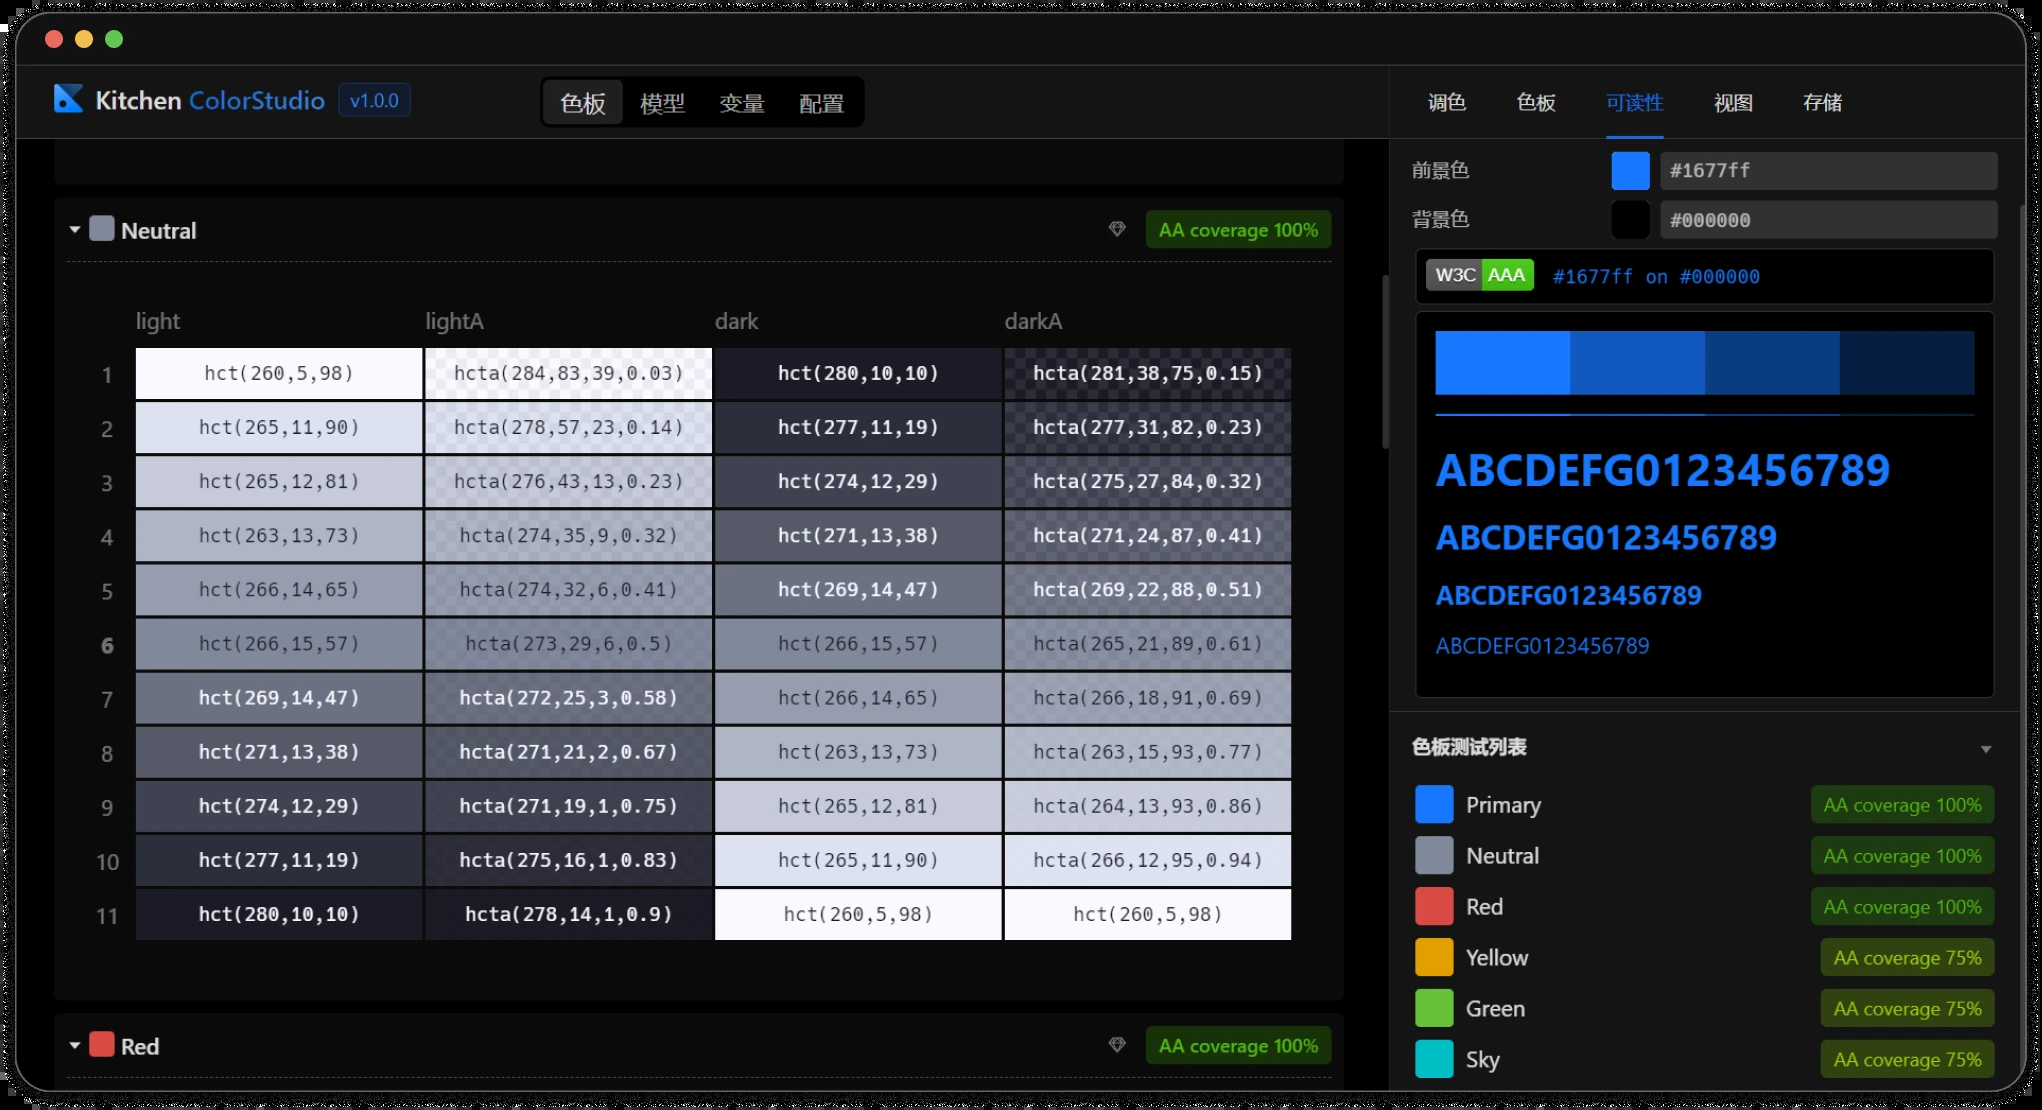 Kitchen ColorStudio v1.0.0
色板 模型 变量 配置
调色 色板 可读性 视图 存储
Neutral AA coverage 100%
light lightA dark darkA
1 hct(260,5,98) hcta(284,83,39,0.03) hct(280,10,10) hcta(281,38,75,0.15)
2 hct(265,11,90) hcta(278,57,23,0.14) hct(277,11,19) hcta(277,31,82,0.23)
3 hct(265,12,81) hcta(276,43,13,0.23) hct(274,12,29) hcta(275,27,84,0.32)
4 hct(263,13,73) hcta(274,35,9,0.32) hct(271,13,38) hcta(271,24,87,0.41)
5 hct(266,14,65) hcta(274,32,6,0.41) hct(269,14,47) hcta(269,22,88,0.51)
6 hct(266,15,57) hcta(273,29,6,0.5) hct(266,15,57) hcta(265,21,89,0.61)
7 hct(269,14,47) hcta(272,25,3,0.58) hct(266,14,65) hcta(266,18,91,0.69)
8 hct(271,13,38) hcta(271,21,2,0.67) hct(263,13,73) hcta(263,15,93,0.77)
9 hct(274,12,29) hcta(271,19,1,0.75) hct(265,12,81) hcta(264,13,93,0.86)
10 hct(277,11,19) hcta(275,16,1,0.83) hct(265,11,90) hcta(266,12,95,0.94)
11 hct(280,10,10) hcta(278,14,1,0.9) hct(260,5,98) hct(260,5,98)
Red AA coverage 100%
前景色 #1677ff
背景色 #000000
W3C AAA #1677ff on #000000
ABCDEFG0123456789
ABCDEFG0123456789
ABCDEFG0123456789
ABCDEFG0123456789
色板测试列表
Primary AA coverage 100%
Neutral AA coverage 100%
Red AA coverage 100%
Yellow AA coverage 75%
Green AA coverage 75%
Sky AA coverage 75%